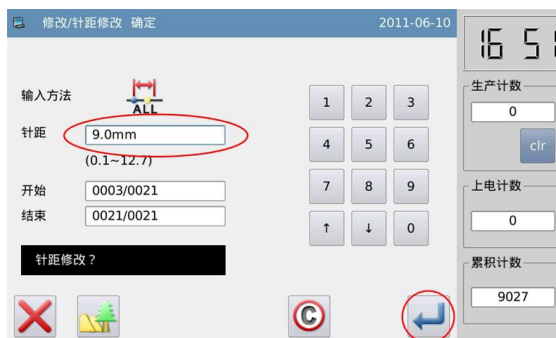 修改/针距修改 确定
2011-06-10
输入方法
ALL
针距
9.0mm
(0.1~12.7)
开始
0003/0021
结束
0021/0021
针距修改？
1 2 3
4 5 6
7 8 9
↑ ↓ 0
C
16 51
生产计数
0
clr
上电计数
0
累积计数
9027